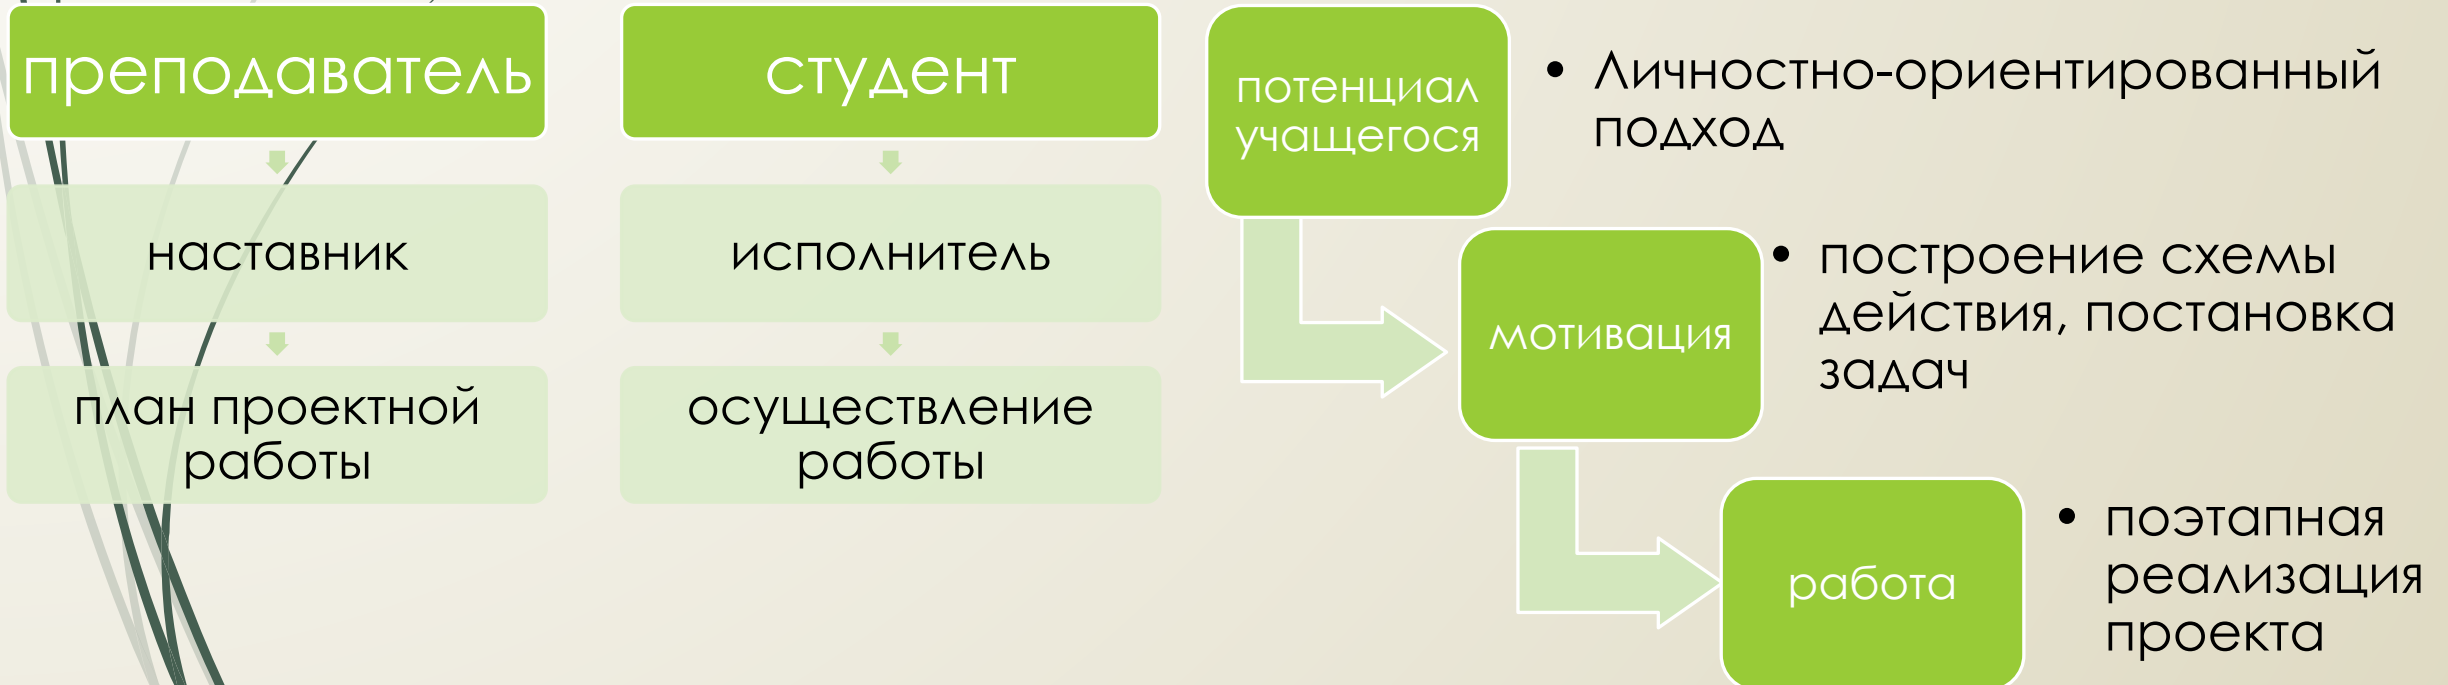 преподаватель
наставник
план проектной
работы
студент
исполнитель
осуществление
работы
потенциал
учащегося
• Личностно-ориентированный
подход
мотивация
• построение схемы
действия, постановка
задач
работа
• поэтапная
реализация
проекта